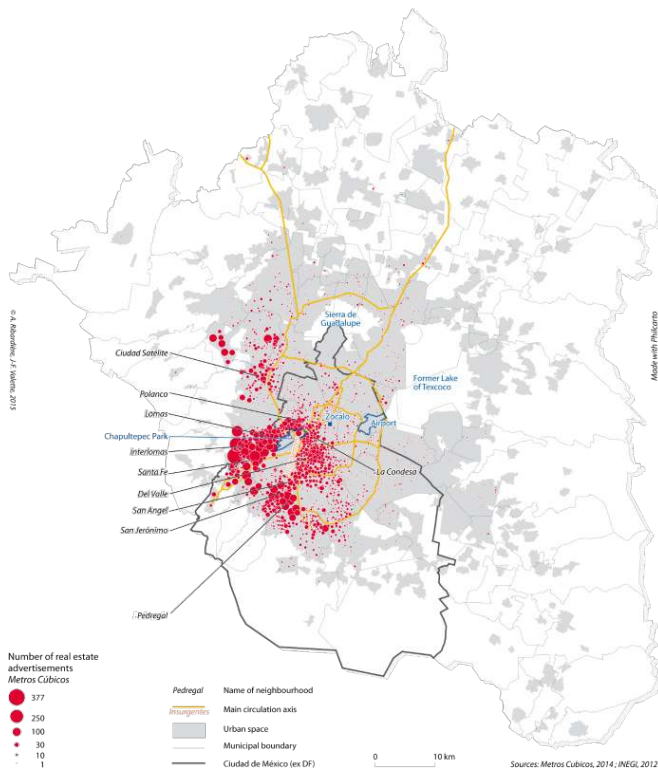 Sierra de
Guadalupe
Ciudad Satélite
Former Lake
of Texcoco
Polanco
Lomas
Zocalo
Airport
Chapultepec Park
Interlomas
Santa Fe
La Condesa
Del Valle
San Angel
San Jerónimo
Pedregal
© A. Ribardière, J-F. Valette, 2015
Made with Philcarto
Number of real estate
advertisements
Metros Cúbicos
377
250
100
30
10
1
Pedregal Name of neighbourhood
Insurgentes Main circulation axis
Urban space
Municipal boundary
Ciudad de México (ex DF)
0 10 km
Sources: Metros Cubicos, 2014 ; INEGI, 2012